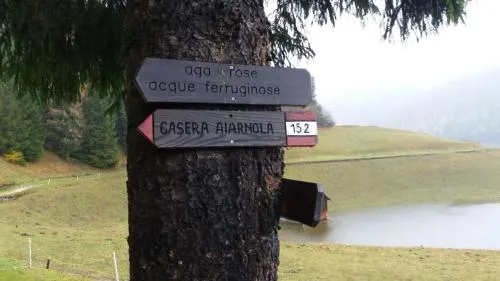 aga rose
acque ferruginose
CASERA AIARNOLA
152